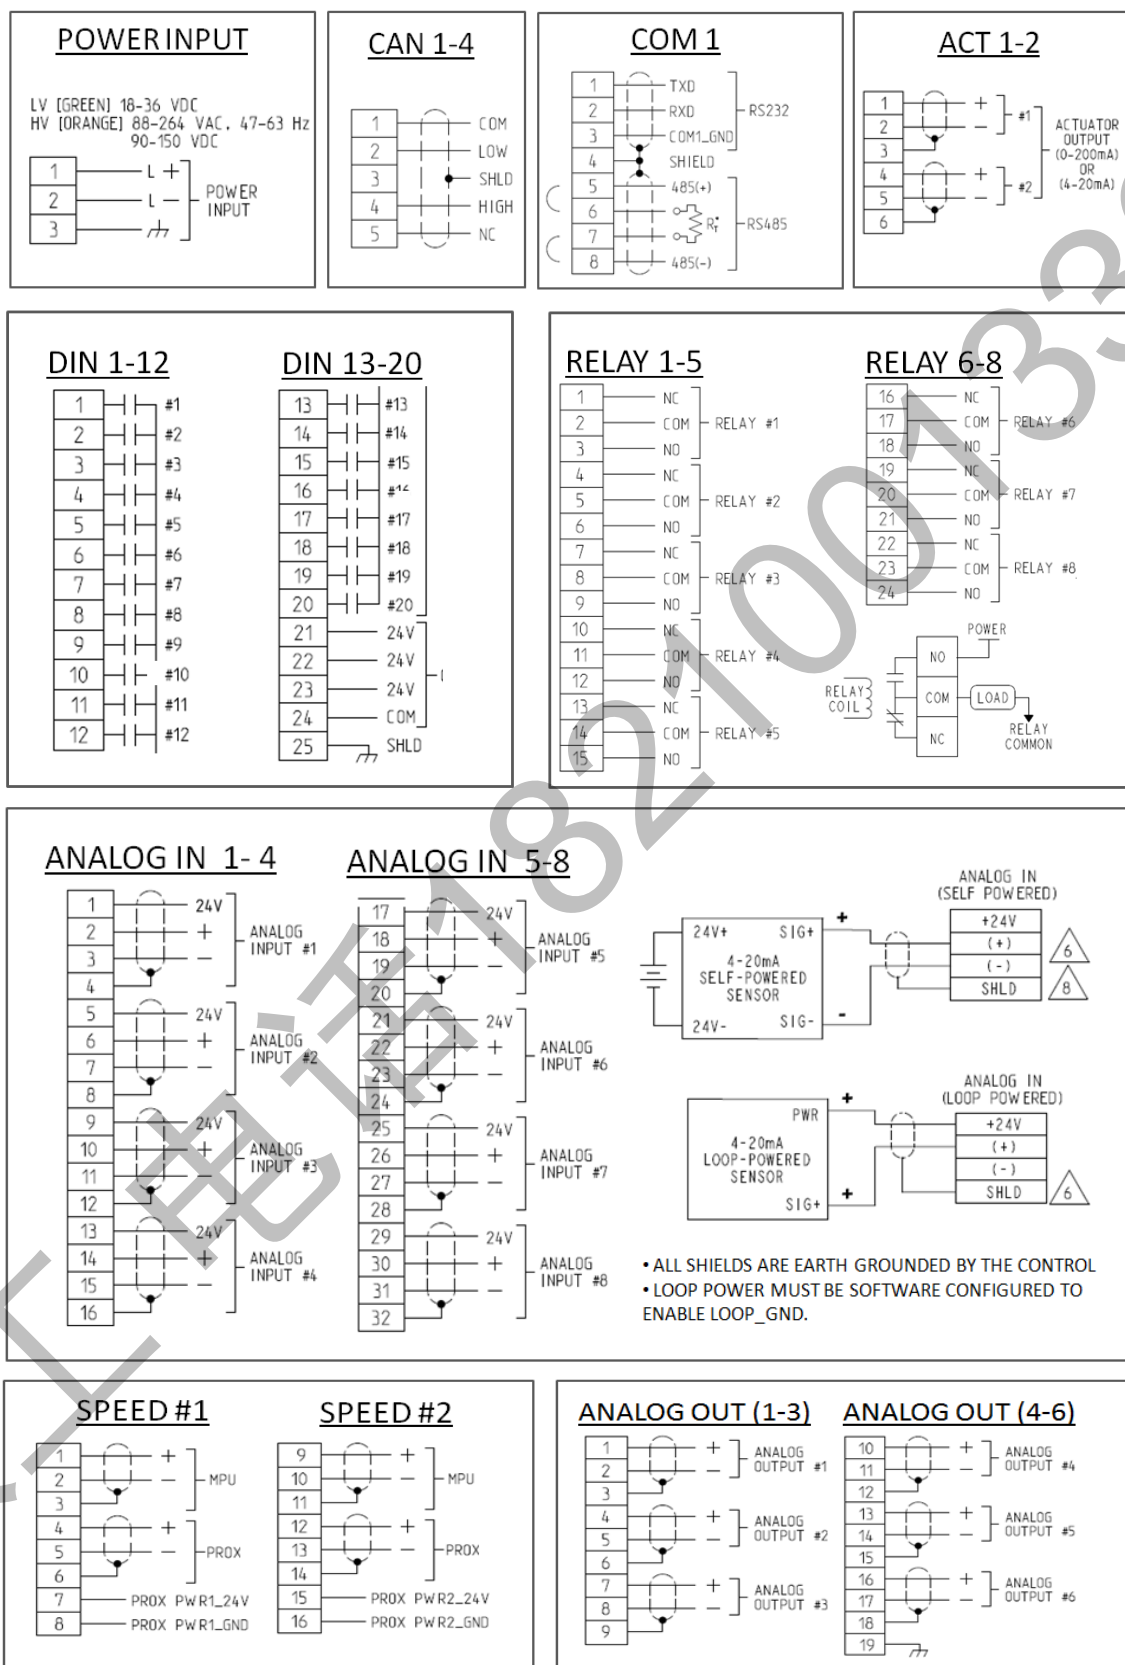 POWER INPUT
LV [GREEN] 18-36 VDC
HV [ORANGE] 88-264 VAC, 47-63 Hz
90-150 VDC
1 L +
2 L −
3
POWER
INPUT
CAN 1-4
1 COM
2 LOW
3 SHLD
4 HIGH
5 NC
COM 1
1 TXD
2 RXD
3 COM1_GND
RS232
4 SHIELD
5 485(+)
6
7
RT*
8 485(-)
RS485
ACT 1-2
1 +
2 −
3
#1
4 +
5 −
6
#2
ACTUATOR
OUTPUT
(0-200mA)
OR
(4-20mA)
DIN 1-12
1 #1
2 #2
3 #3
4 #4
5 #5
6 #6
7 #7
8 #8
9 #9
10 #10
11 #11
12 #12
DIN 13-20
13 #13
14 #14
15 #15
16
17 #17
18 #18
19 #19
20 #20
21 24V
22 24V
23 24V
24 COM
25 SHLD
RELAY 1-5
1 NC
2 COM RELAY #1
3 NO
4 NC
5 COM RELAY #2
6 NO
7 NC
8 COM RELAY #3
9 NO
10 NC
11 COM RELAY #4
12 NO
13 NC
14 COM RELAY #5
15 NO
RELAY 6-8
16 NC
17 COM RELAY #6
18 NO
19 NC
20 COM RELAY #7
21 NO
22 NC
23 COM RELAY #8
24 NO
POWER
NO
RELAY
COIL
COM
LOAD
NC
RELAY
COMMON
ANALOG IN 1- 4
1 24V
2 +
3 −
4
ANALOG
INPUT #1
5 24V
6 +
7 −
8
ANALOG
INPUT #2
9 24V
10 +
11 −
12
ANALOG
INPUT #3
13 24V
14 +
15 −
16
ANALOG
INPUT #4
ANALOG IN 5-8
17 24V
18 +
19 −
20
ANALOG
INPUT #5
21 24V
22 +
23 −
24
ANALOG
INPUT #6
25 24V
26 +
27 −
28
ANALOG
INPUT #7
29 24V
30 +
31 −
32
ANALOG
INPUT #8
ANALOG IN
(SELF POWERED)
24V+ SIG+ +
4-20mA
SELF-POWERED
SENSOR
24V- SIG- -
+24V
(+)
(-)
SHLD
6
8
ANALOG IN
(LOOP POWERED)
PWR +
4-20mA
LOOP-POWERED
SENSOR
SIG+ +
+24V
(+)
(-)
SHLD
6
• ALL SHIELDS ARE EARTH GROUNDED BY THE CONTROL
• LOOP POWER MUST BE SOFTWARE CONFIGURED TO
ENABLE LOOP_GND.
SPEED #1
1 +
2 −
3
MPU
4 +
5 −
6
PROX
7 PROX PWR1_24V
8 PROX PWR1_GND
SPEED #2
9 +
10 −
11
MPU
12 +
13 −
14
PROX
15 PROX PWR2_24V
16 PROX PWR2_GND
ANALOG OUT (1-3)
1 +
2 −
3
ANALOG
OUTPUT #1
4 +
5 −
6
ANALOG
OUTPUT #2
7 +
8 −
9
ANALOG
OUTPUT #3
ANALOG OUT (4-6)
10 +
11 −
12
ANALOG
OUTPUT #4
13 +
14 −
15
ANALOG
OUTPUT #5
16 +
17 −
18
ANALOG
OUTPUT #6
19
工 电话182100133